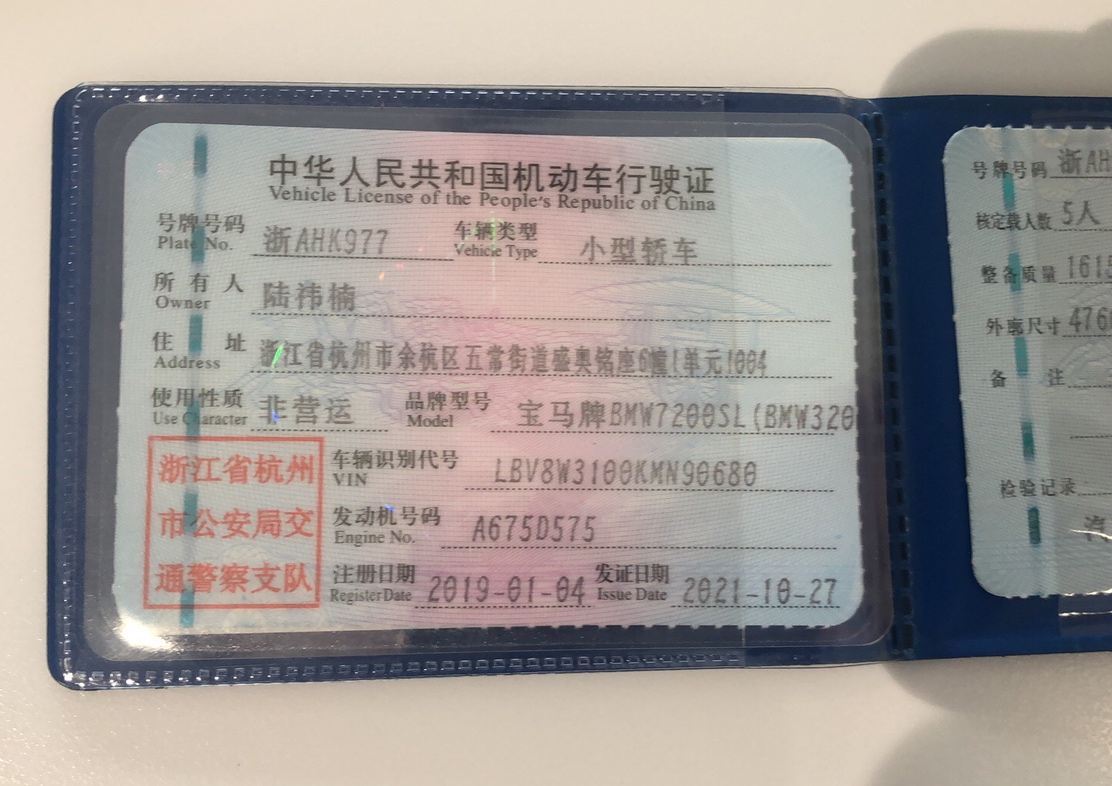 中华人民共和国机动车行驶证
Vehicle License of the People's Republic of China
号牌号码 浙AHK977 车辆类型 小型轿车
Plate No. Vehicle Type
所有人 陆祎楠
Owner
住址 浙江省杭州市余杭区五常街道盛奥铭座6幢1单元1004
Address
使用性质 非营运 品牌型号 宝马牌BMW7200SL(BMW320
Use Character Model
浙江省杭州
市公安局交
通警察支队
车辆识别代号 LBV8W3100KMN90680
VIN
发动机号码 A675D575
Engine No.
注册日期 2019-01-04 发证日期 2021-10-27
Register Date Issue Date
号牌号码 浙AH
核定载人数 5人
整备质量 1615
外廓尺寸 476
备注
检验记录